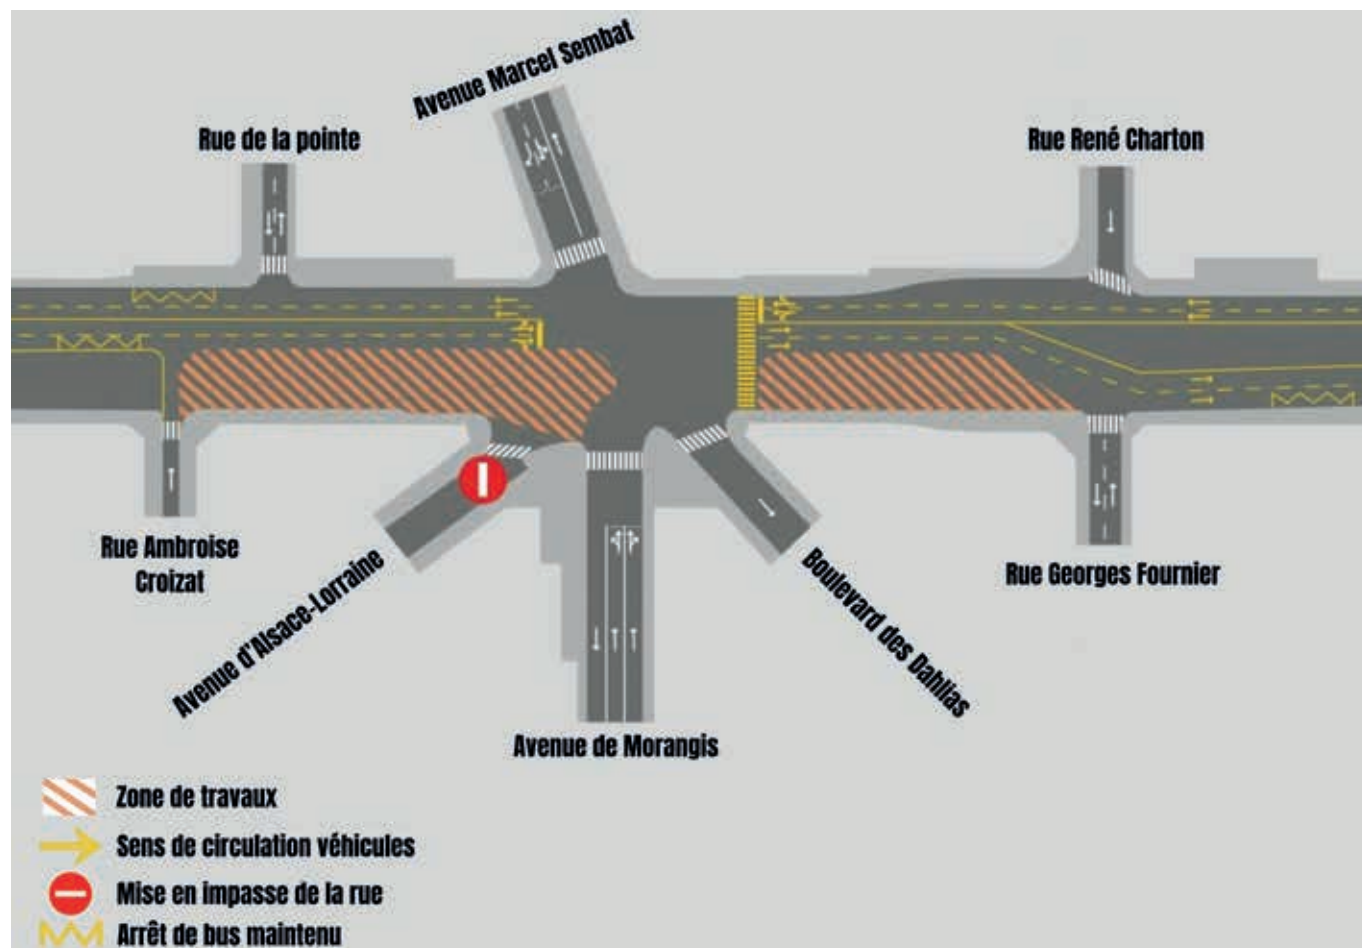 Avenue Marcel Sembat
Rue de la pointe
Rue René Charton
Rue Ambroise
Croizat
Avenue d'Alsace-Lorraine
Avenue de Morangis
Boulevard des Dahlias
Rue Georges Fournier
Zone de travaux
Sens de circulation véhicules
Mise en impasse de la rue
Arrêt de bus maintenu